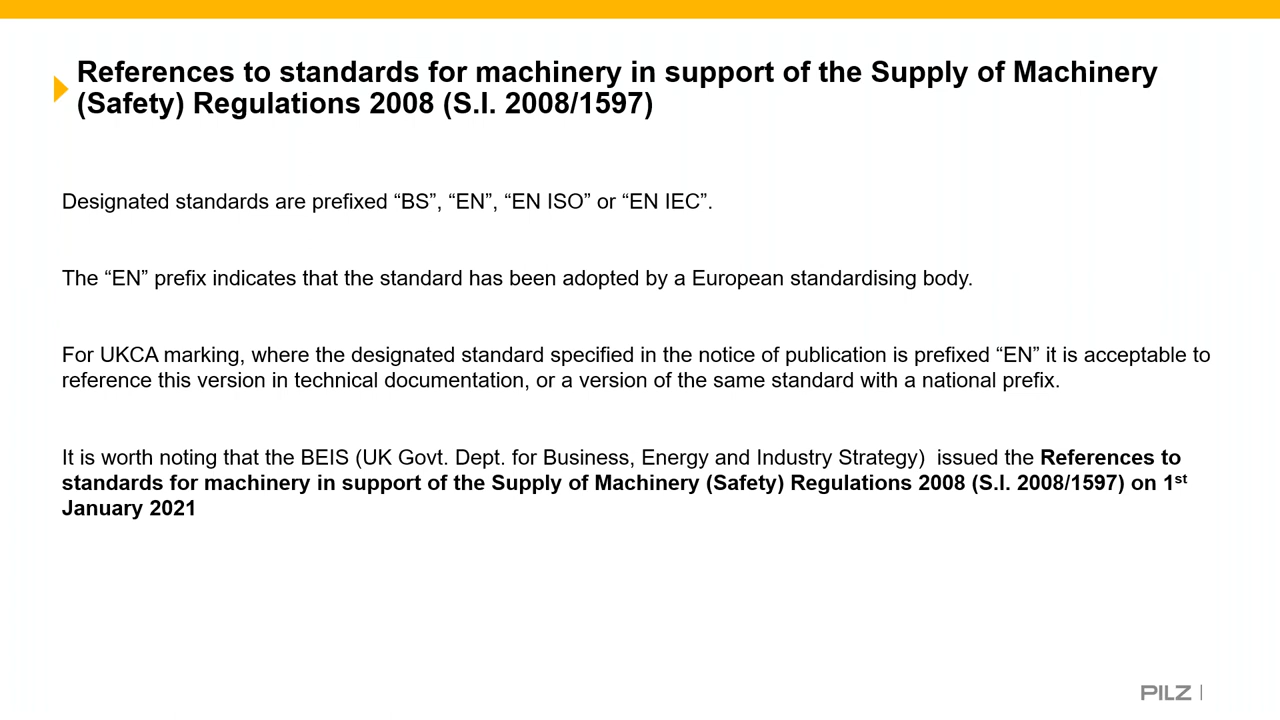 References to standards for machinery in support of the Supply of Machinery
(Safety) Regulations 2008 (S.I. 2008/1597)
Designated standards are prefixed “BS”, “EN”, “EN ISO” or “EN IEC”.
The “EN” prefix indicates that the standard has been adopted by a European standardising body.
For UKCA marking, where the designated standard specified in the notice of publication is prefixed “EN” it is acceptable to
reference this version in technical documentation, or a version of the same standard with a national prefix.
It is worth noting that the BEIS (UK Govt. Dept. for Business, Energy and Industry Strategy)  issued the References to
standards for machinery in support of the Supply of Machinery (Safety) Regulations 2008 (S.I. 2008/1597) on 1st
January 2021
PILZ